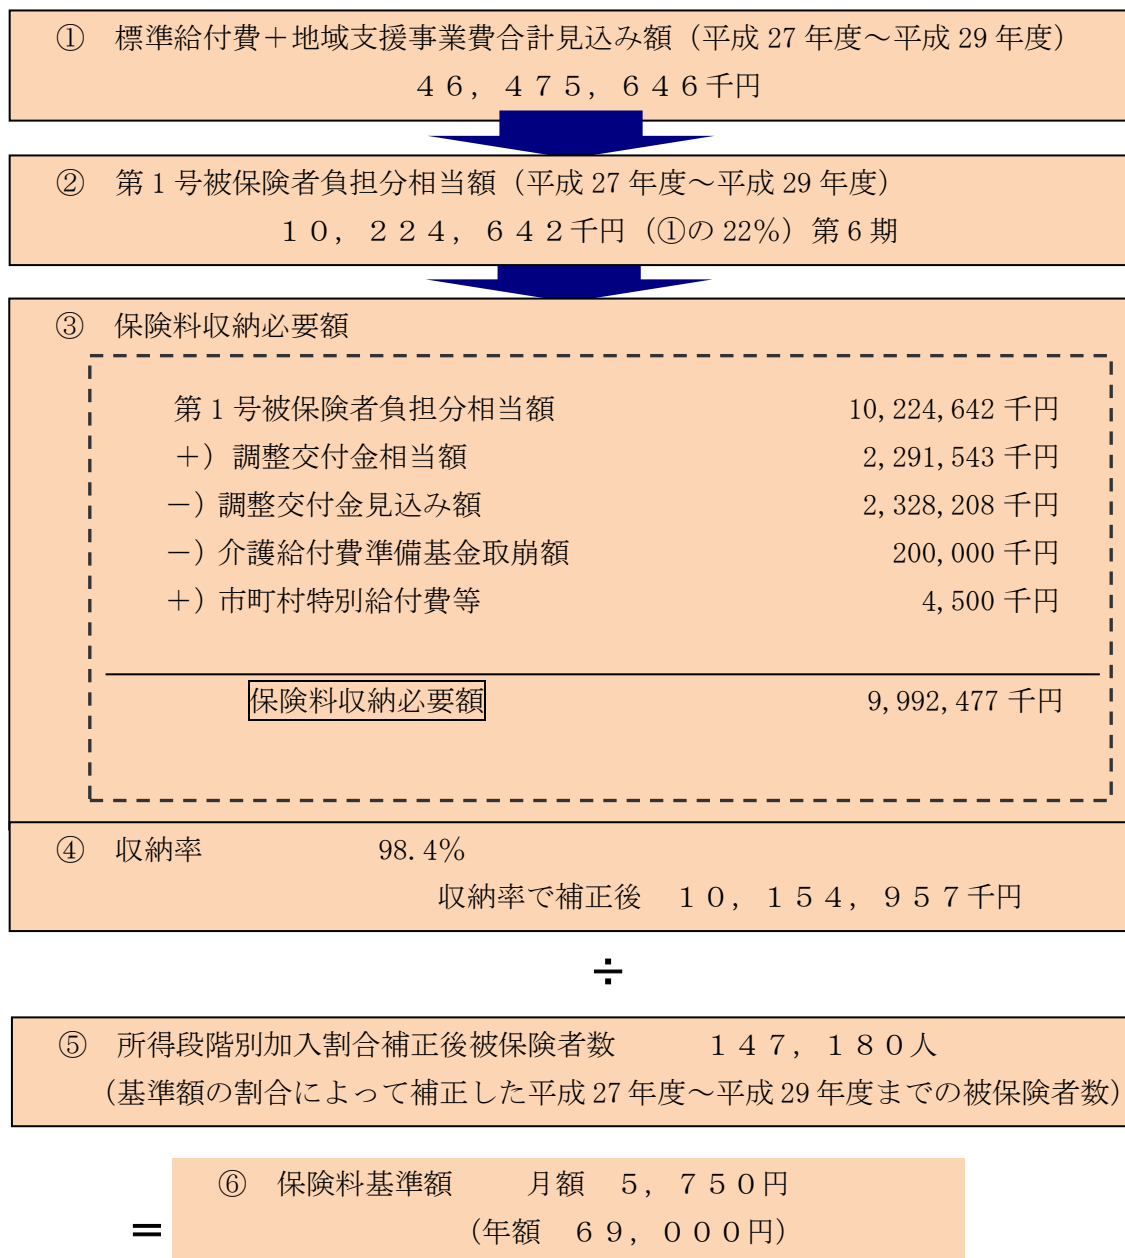 ① 標準給付費＋地域支援事業費合計見込み額（平成 27 年度～平成 29 年度）
４６，４７５，６４６千円
② 第１号被保険者負担分相当額（平成 27 年度～平成 29 年度）
１０，２２４，６４２千円（①の 22％）第６期
③ 保険料収納必要額
第１号被保険者負担分相当額 10,224,642 千円
＋）調整交付金相当額 2,291,543 千円
－）調整交付金見込み額 2,328,208 千円
－）介護給付費準備基金取崩額 200,000 千円
＋）市町村特別給付費等 4,500 千円
保険料収納必要額 9,992,477 千円
④ 収納率 98.4％
収納率で補正後 １０，１５４，９５７千円
÷
⑤ 所得段階別加入割合補正後被保険者数 １４７，１８０人
（基準額の割合によって補正した平成 27 年度～平成 29 年度までの被保険者数）
⑥ 保険料基準額 月額 ５，７５０円
＝ （年額 ６９，０００円）